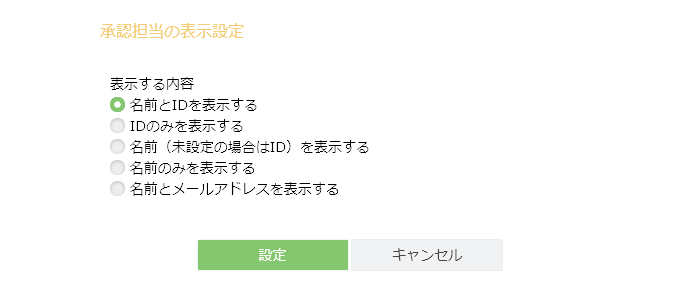 承認担当の表示設定
表示する内容
名前とIDを表示する
IDのみを表示する
名前（未設定の場合はID）を表示する
名前のみを表示する
名前とメールアドレスを表示する
設定 キャンセル